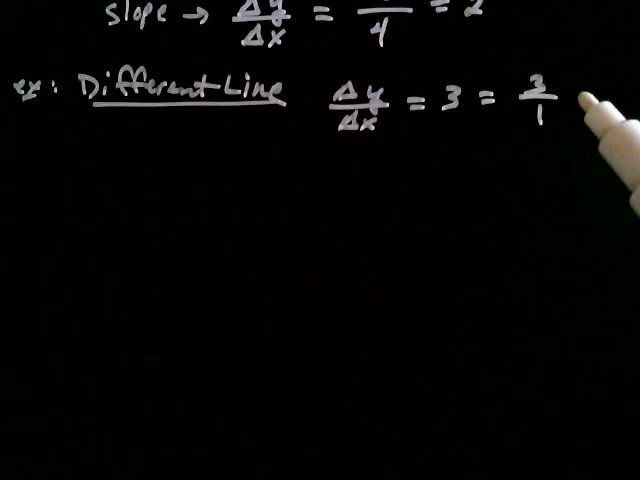 slope → Δy/Δx = /4 = 2
ex: Different Line Δy/Δx = 3 = 3/1